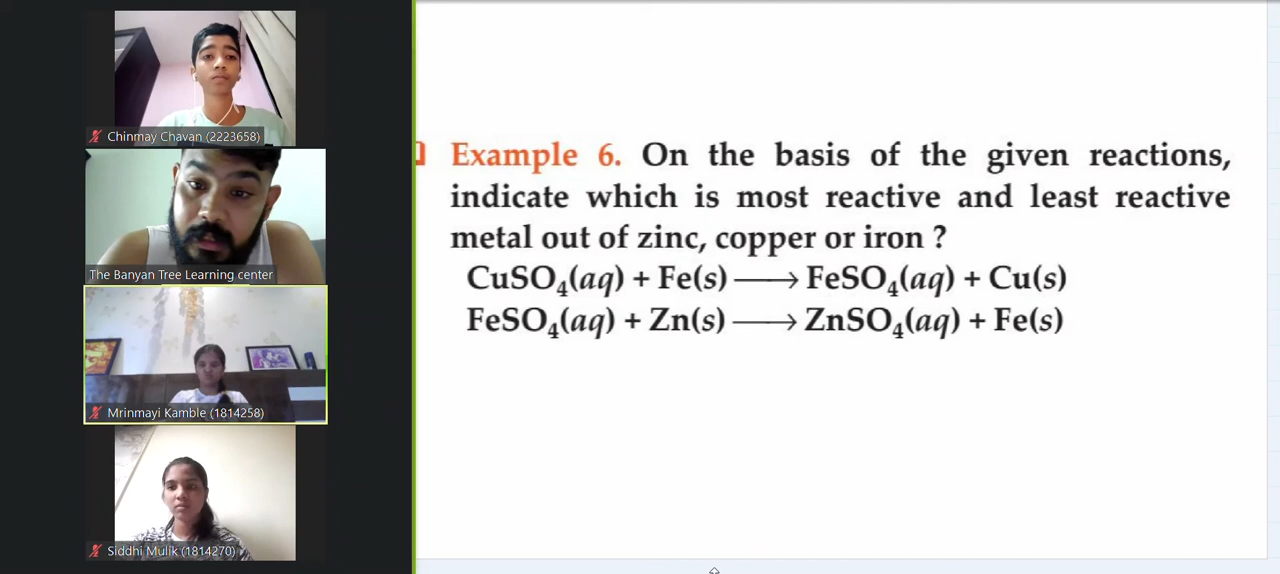 Chinmay Chavan (2223658)
The Banyan Tree Learning center
Mrinmayi Kamble (1814258)
Siddhi Mulik (1814270)
Example 6. On the basis of the given reactions,
indicate which is most reactive and least reactive
metal out of zinc, copper or iron ?
CuSO₄(aq) + Fe(s) ⟶ FeSO₄(aq) + Cu(s)
FeSO₄(aq) + Zn(s) ⟶ ZnSO₄(aq) + Fe(s)